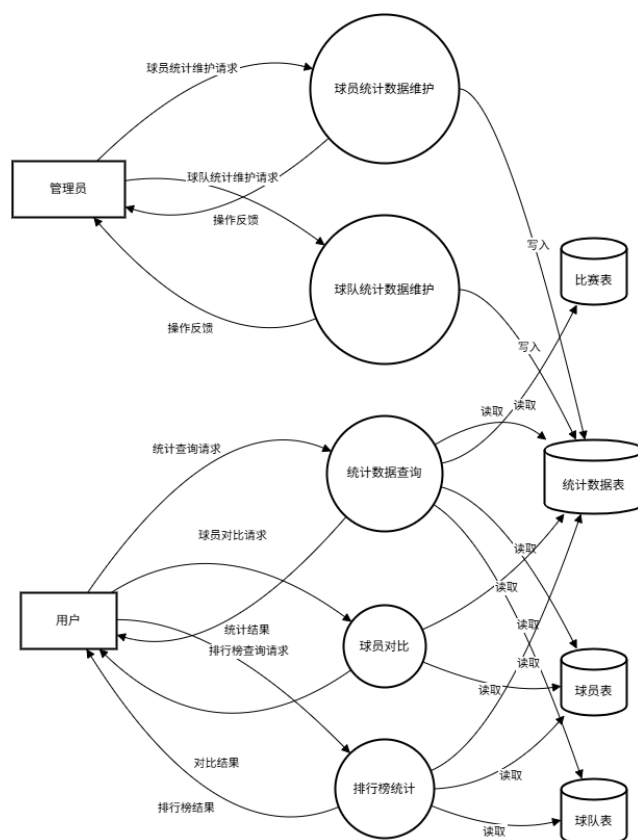 球员统计维护请求
球员统计数据维护
管理员
球队统计维护请求
操作反馈
写入
比赛表
球队统计数据维护
操作反馈
写入
读取
读取
统计查询请求
统计数据查询
统计数据表
球员对比请求
读取
读取
用户
统计结果
读取
排行榜查询请求
球员对比
读取
读取
球员表
对比结果
读取
排行榜统计
排行榜结果
读取
球队表